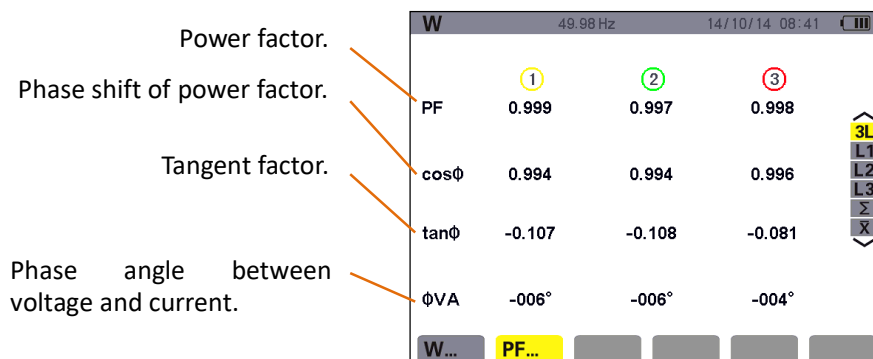 W 49.98 Hz 14/10/14 08:41
Power factor.
1 2 3
Phase shift of power factor.
PF 0.999 0.997 0.998
3L
L1
Tangent factor.
cosϕ 0.994 0.994 0.996
L2
L3
Σ
tanϕ -0.107 -0.108 -0.081
x̅
Phase angle between
voltage and current.
ϕVA -006° -006° -004°
W... PF...